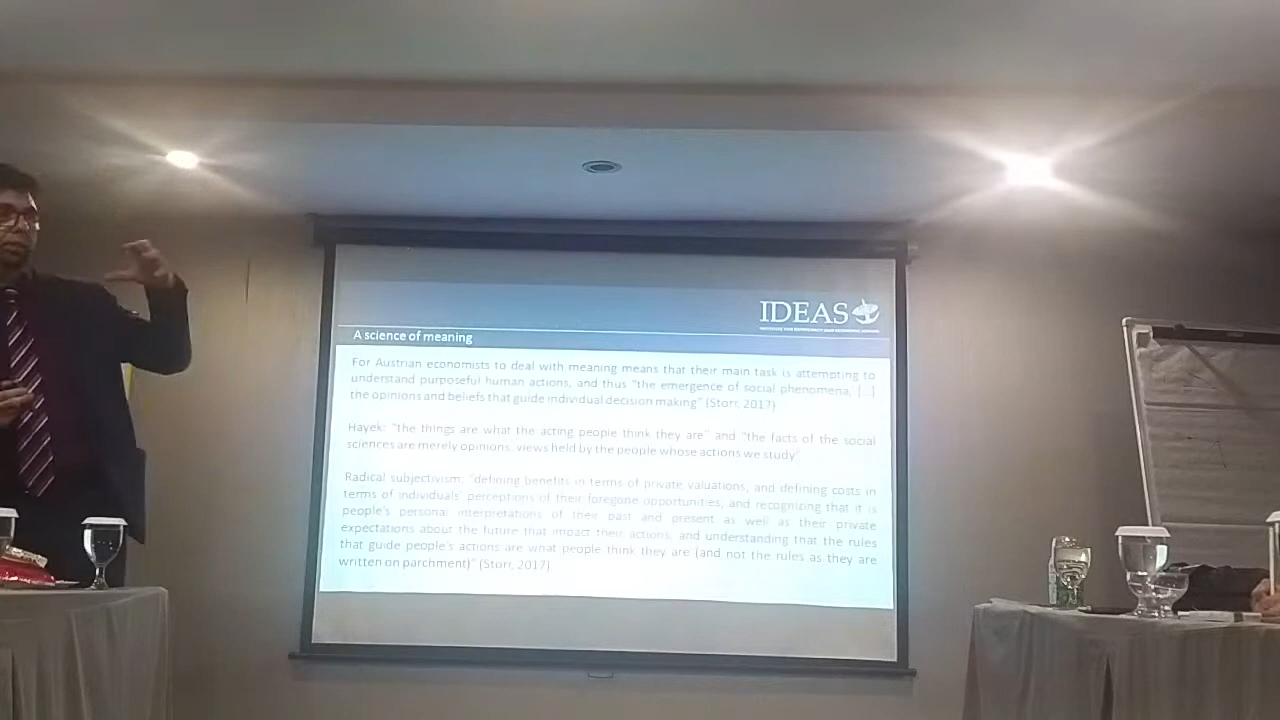 IDEAS
INSTITUTE FOR DEMOCRACY AND ECONOMIC AFFAIRS
A science of meaning
For Austrian economists to deal with meaning means that their main task is attempting to
understand purposeful human actions, and thus "the emergence of social phenomena, [...]
the opinions and beliefs that guide individual decision making" (Storr, 2017)
Hayek: "the things are what the acting people think they are" and "the facts of the social
sciences are merely opinions, views held by the people whose actions we study"
Radical subjectivism: "defining benefits in terms of private valuations, and defining costs in
terms of individuals' perceptions of their foregone opportunities, and recognizing that it is
people's personal interpretations of their past and present as well as their private
expectations about the future that impact their actions, and understanding that the rules
that guide people's actions are what people think they are (and not the rules as they are
written on parchment)" (Storr, 2017)